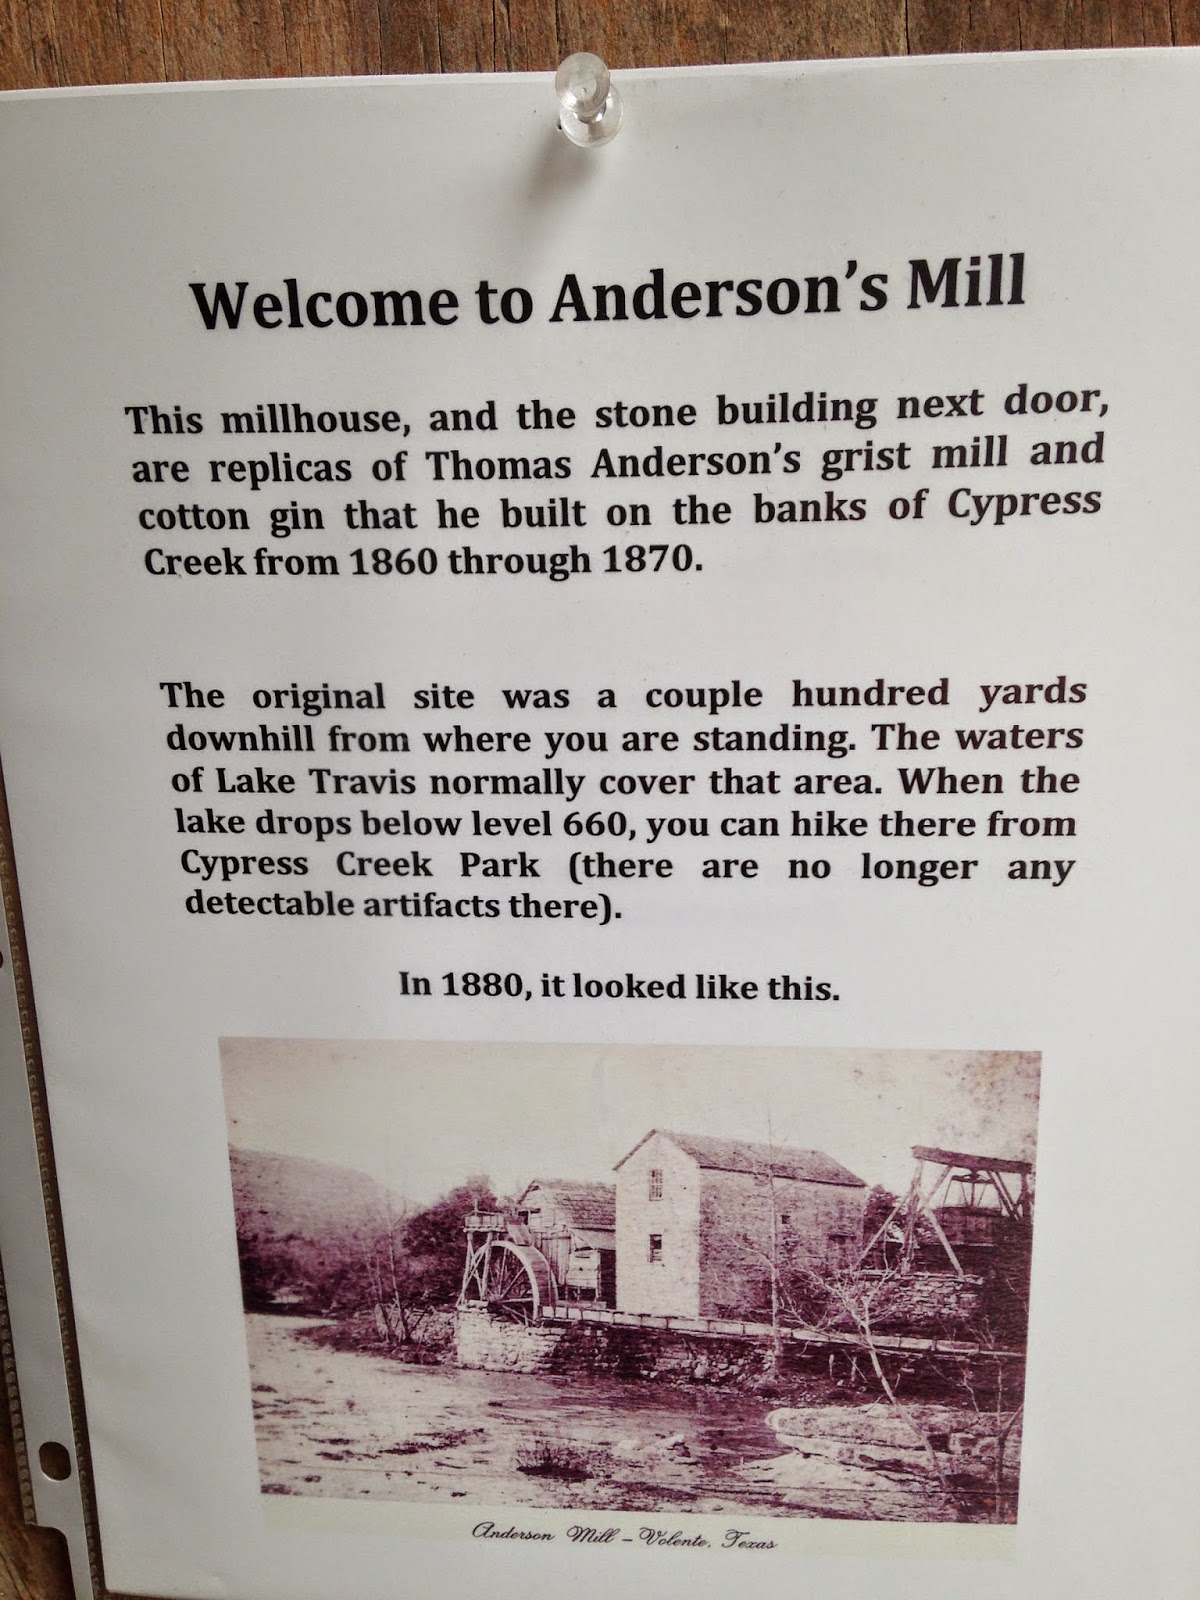 Welcome to Anderson's Mill
This millhouse, and the stone building next door,
are replicas of Thomas Anderson's grist mill and
cotton gin that he built on the banks of Cypress
Creek from 1860 through 1870.
The original site was a couple hundred yards
downhill from where you are standing. The waters
of Lake Travis normally cover that area. When the
lake drops below level 660, you can hike there from
Cypress Creek Park (there are no longer any
detectable artifacts there).
In 1880, it looked like this.
Anderson Mill – Volente, Texas